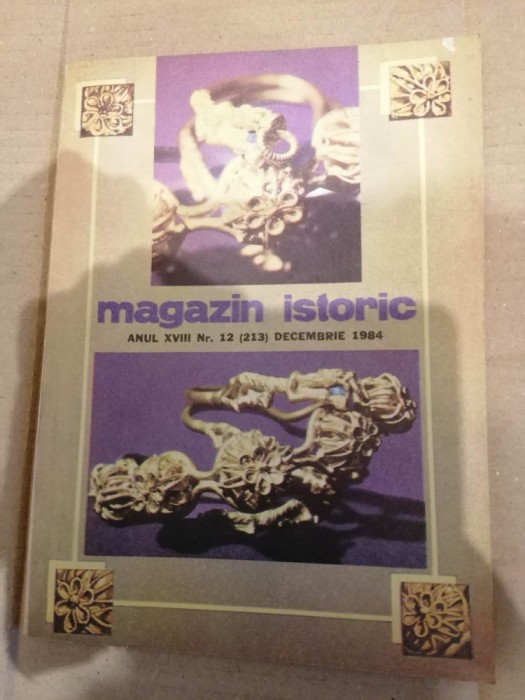 magazin istoric
ANUL XVIII Nr. 12 (213) DECEMBRIE 1984